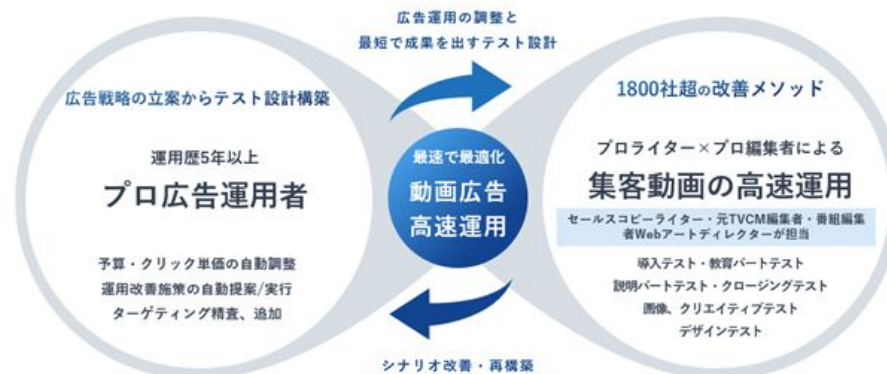 広告運用の調整と
最短で成果を出すテスト設計
広告戦略の立案からテスト設計構築
運用歴5年以上
プロ広告運用者
予算・クリック単価の自動調整
運用改善施策の自動提案/実行
ターゲティング精査、追加
最速で最適化
動画広告
高速運用
1800社超の改善メソッド
プロライター×プロ編集者による
集客動画の高速運用
セールスコピーライター・元TVCM編集者・番組編集
者Webアートディレクターが担当
導入テスト・教育パートテスト
説明パートテスト・クロージングテスト
画像、クリエイティブテスト
デザインテスト
シナリオ改善・再構築